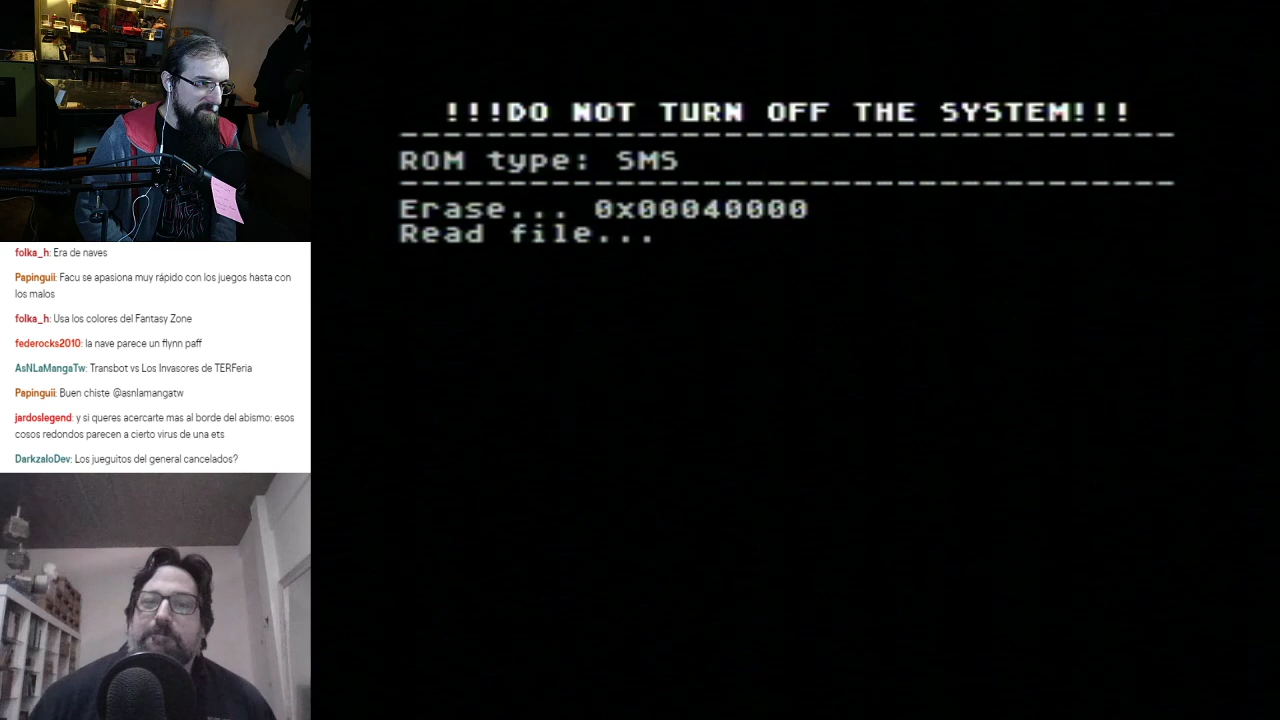 !!!DO NOT TURN OFF THE SYSTEM!!!
ROM type: SMS
Erase... 0x00040000
Read file...
folka_h: Era de naves
Papinguii: Facu se apasiona muy rápido con los juegos hasta con
los malos
folka_h: Usa los colores del Fantasy Zone
federocks2010: la nave parece un flynn paff
AsNLaMangaTw: Transbot vs Los Invasores de TERFeria
Papinguii: Buen chiste @asnlamangatw
jardoslegend: y si queres acercarte mas al borde del abismo: esos
cosos redondos parecen a cierto virus de una ets
DarkzaloDev: Los jueguitos del general cancelados?